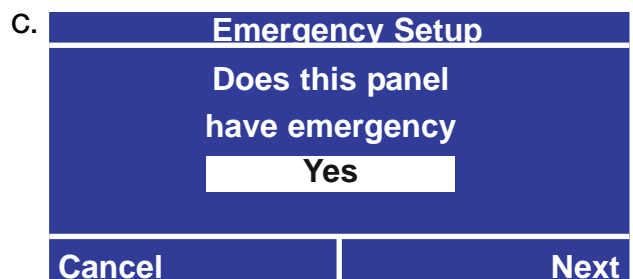 C.
Emergency Setup
Does this panel
have emergency
Yes
Cancel Next